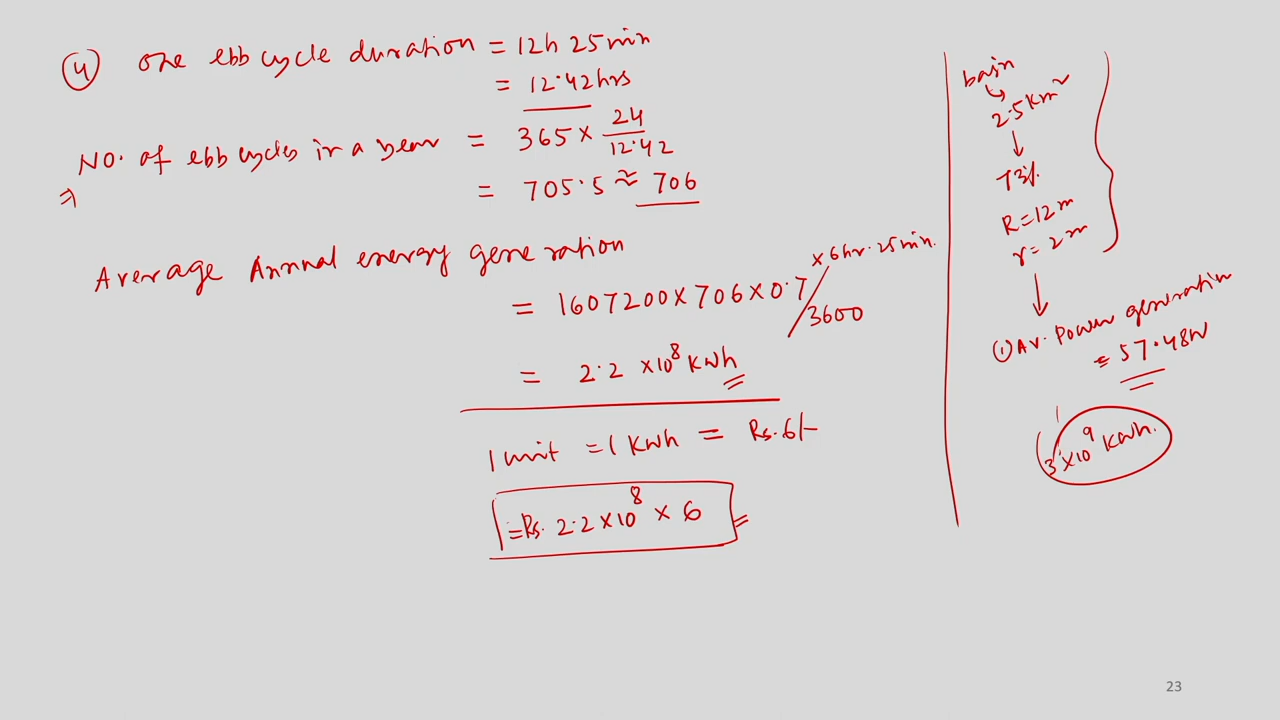 ④ one ebb cycle duration = 12h 25min
= 12.42hrs
NO. of ebb cycles in a year = 365 × 24/12.42
⇒
= 705.5 ≈ 706
Average Annual energy generation
= 1607200 × 706 × 0.7/3600 × 6hr. 25min.
= 2.2 ×10⁸ kWh
1 unit = 1 kWh = Rs. 6/-
= Rs. 2.2×10⁸ × 6 =
basin
↳ 2.5 km²
↓
73%
R = 12 m
r = 2 m
↓
① Av. Power generation
= 57.48W
3×10⁹ kWh.
23